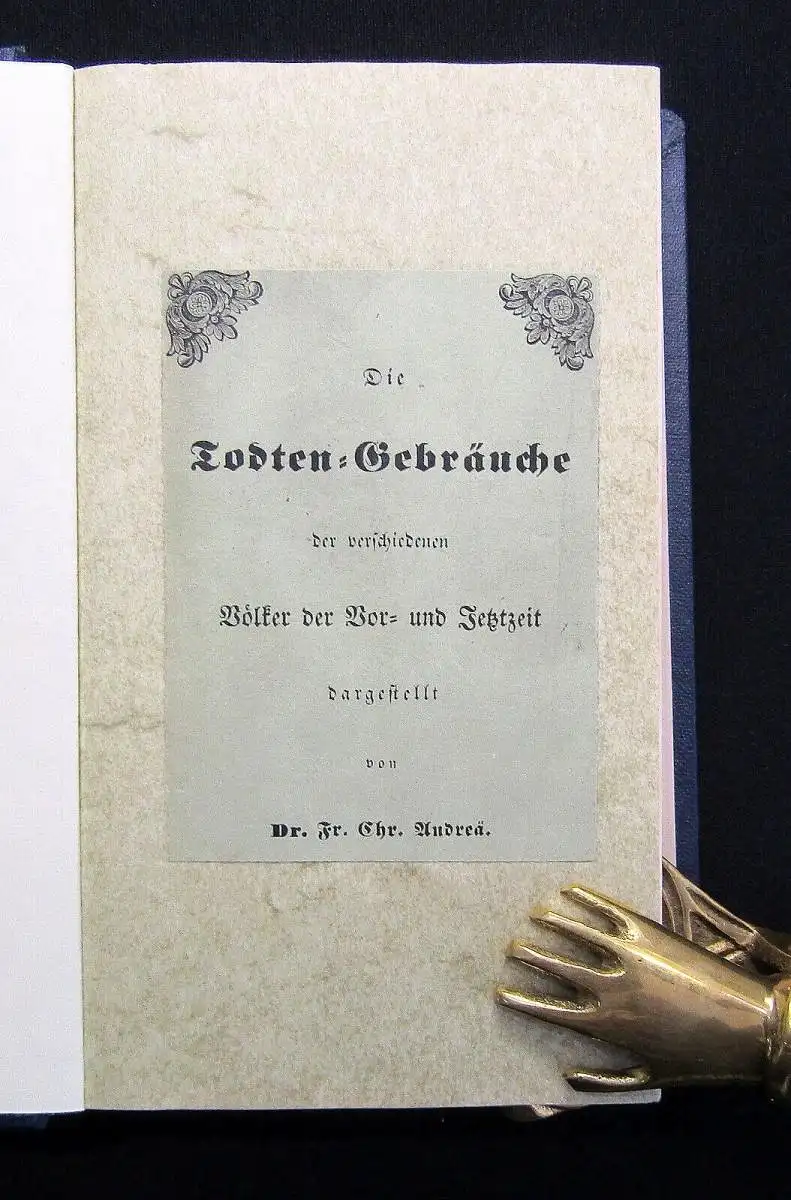 Die
Todten-Gebräuche
der verschiedenen
Völker der Vor- und Jetztzeit
dargestellt
von
Dr. Fr. Chr. Andreä.